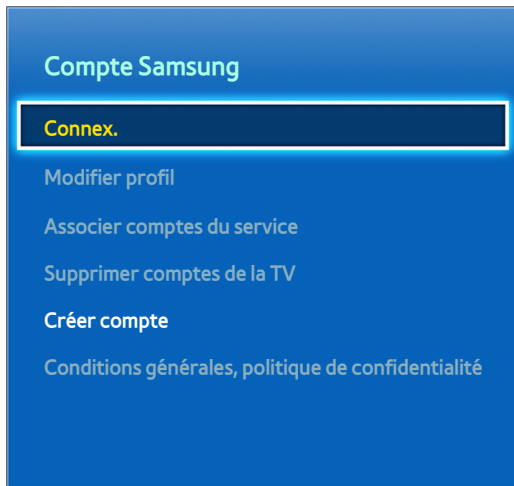 Compte Samsung
Connex.
Modifier profil
Associer comptes du service
Supprimer comptes de la TV
Créer compte
Conditions générales, politique de confidentialité